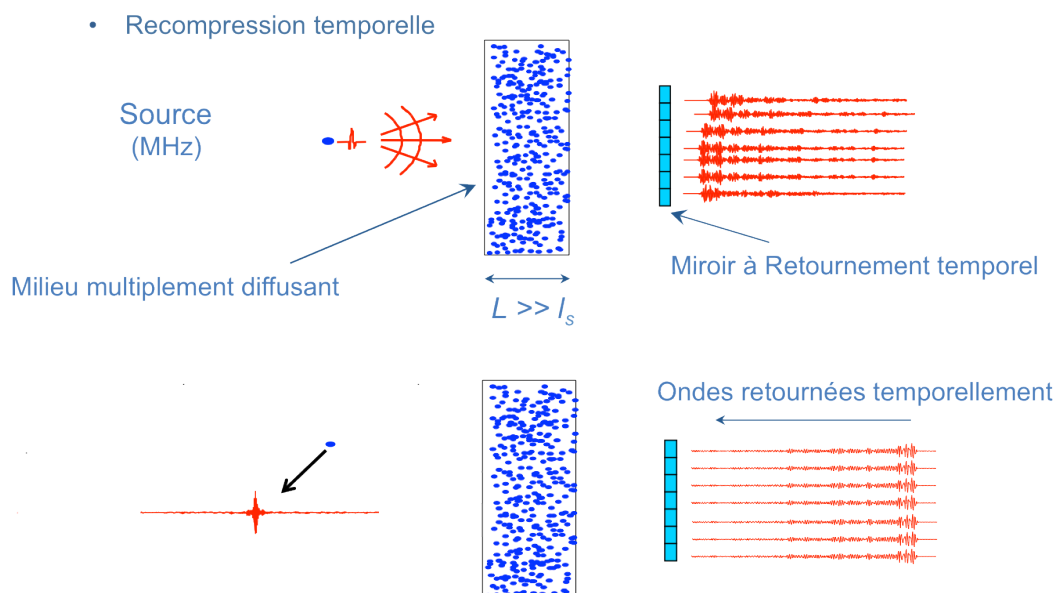 • Recompression temporelle
Source
(MHz)
Milieu multiplement diffusant
Miroir à Retournement temporel
L >> lₛ
Ondes retournées temporellement